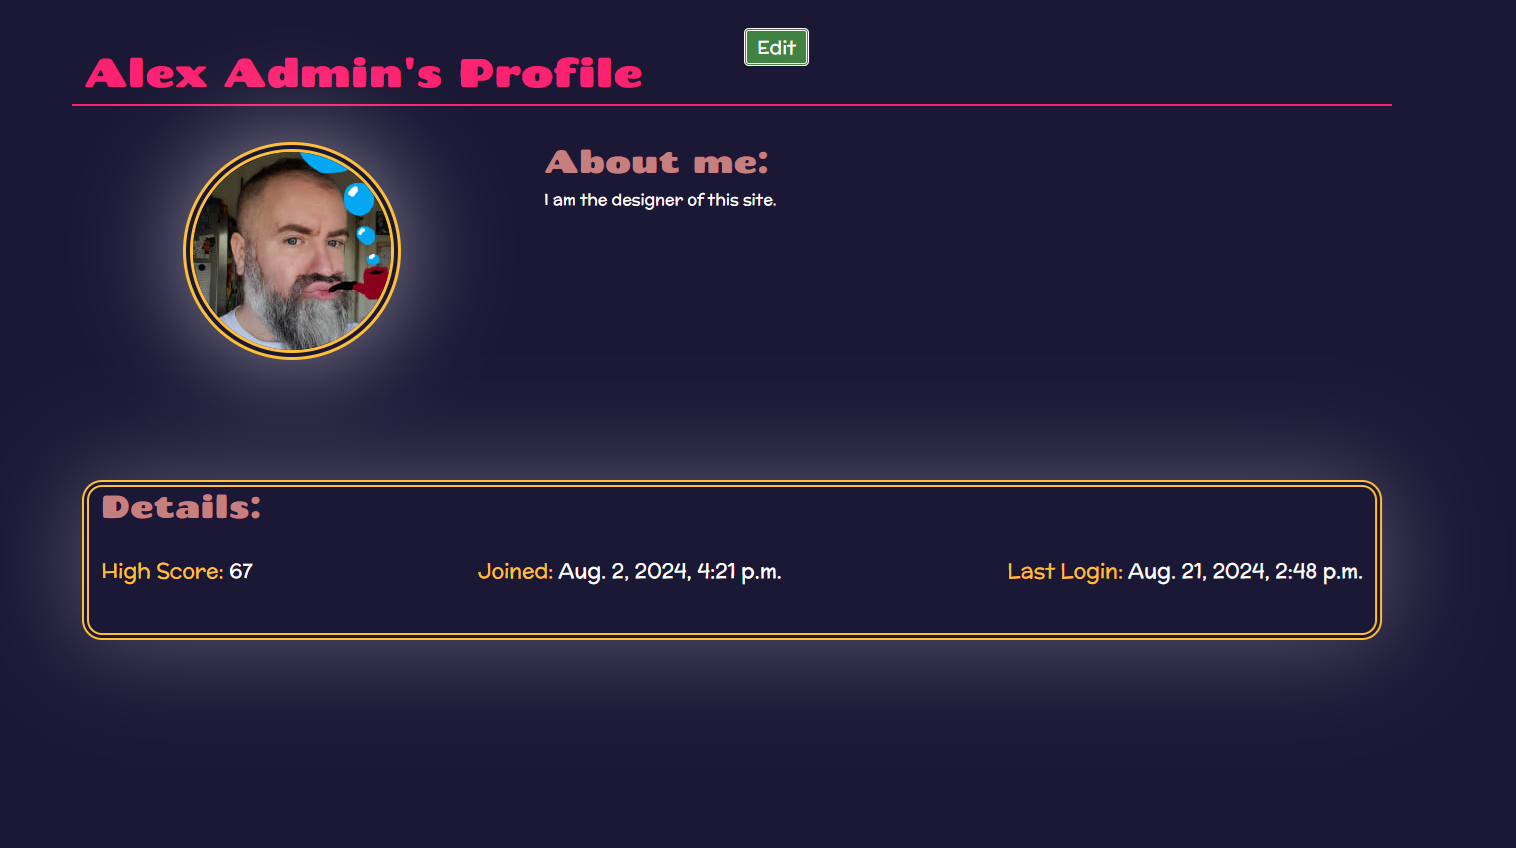 Edit
Alex Admin's Profile
About me:
I am the designer of this site.
Details:
High Score: 67
Joined: Aug. 2, 2024, 4:21 p.m.
Last Login: Aug. 21, 2024, 2:48 p.m.